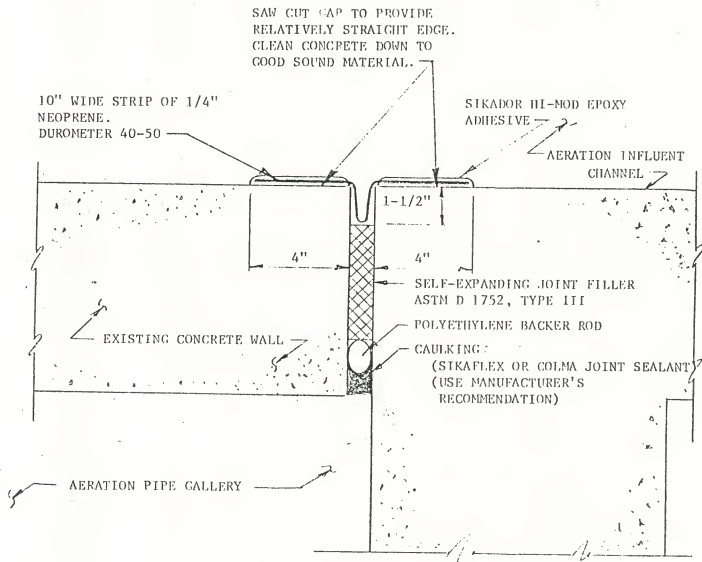 SAW CUT GAP TO PROVIDE
RELATIVELY STRAIGHT EDGE.
CLEAN CONCRETE DOWN TO
GOOD SOUND MATERIAL.
10" WIDE STRIP OF 1/4"
NEOPRENE.
DUROMETER 40-50
SIKADOR HI-MOD EPOXY
ADHESIVE
AERATION INFLUENT
CHANNEL
1-1/2"
4"
4"
SELF-EXPANDING JOINT FILLER
ASTM D 1752, TYPE III
POLYETHYLENE BACKER ROD
EXISTING CONCRETE WALL
CAULKING:
(SIKAFLEX OR COLMA JOINT SEALANT)
(USE MANUFACTURER'S
RECOMMENDATION)
AERATION PIPE GALLERY